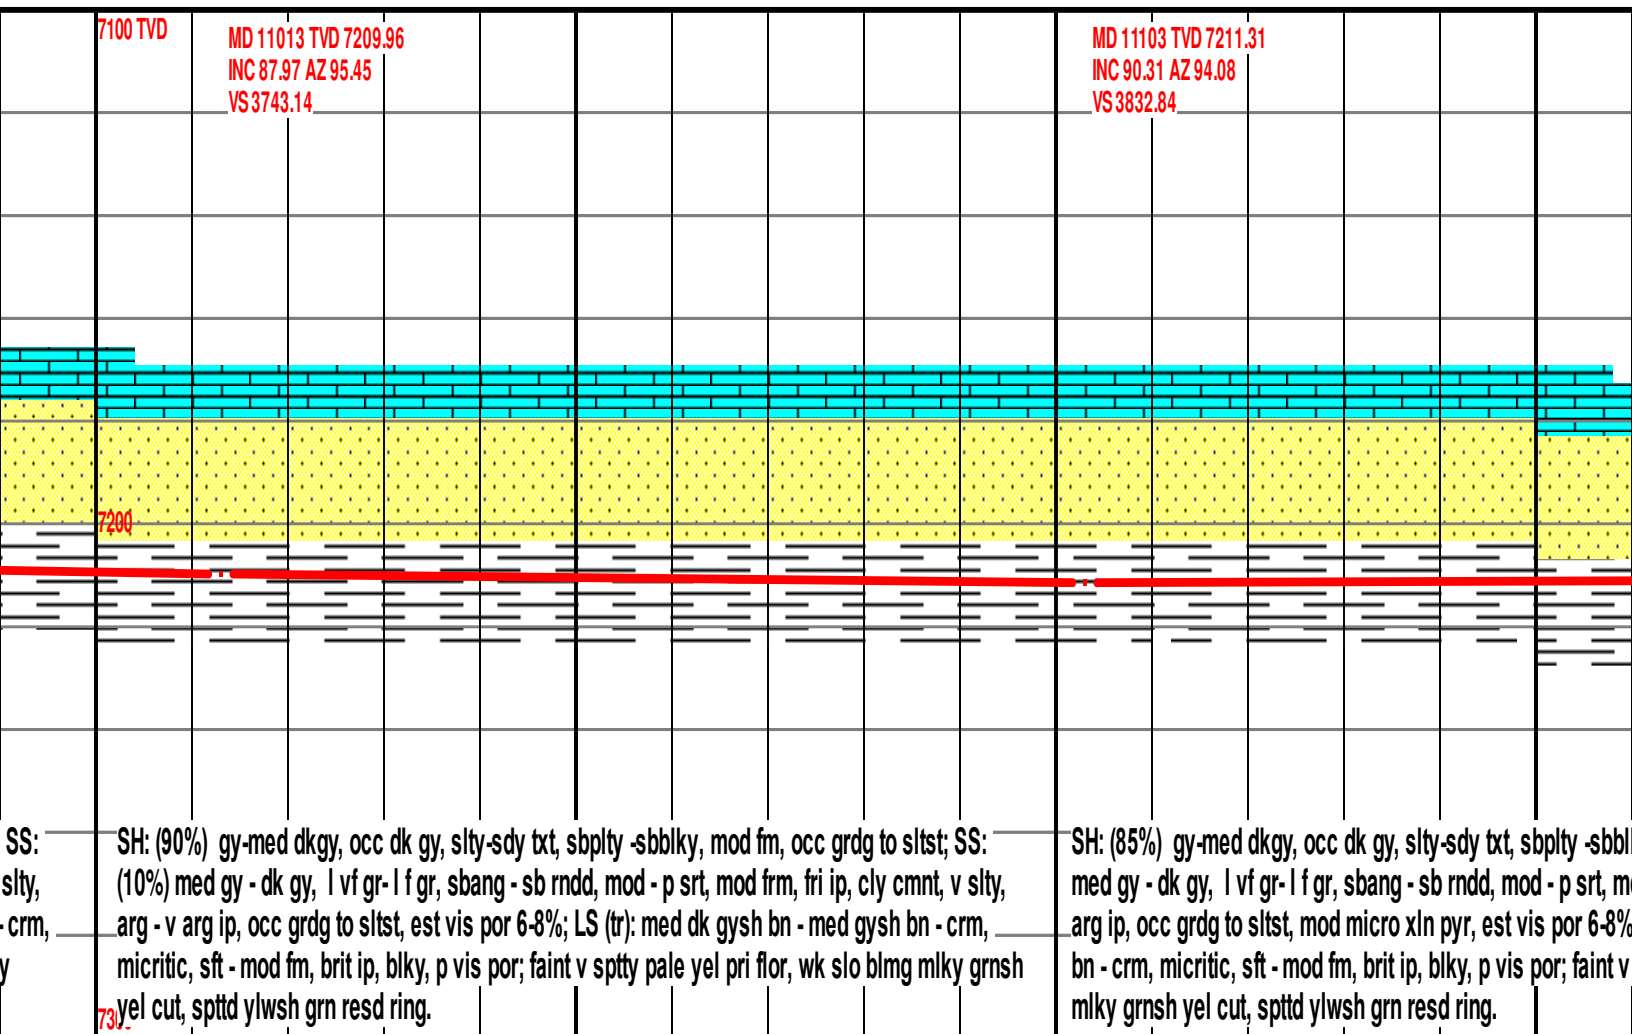 7100 TVD
MD 11013 TVD 7209.96
INC 87.97 AZ 95.45
VS 3743.14
MD 11103 TVD 7211.31
INC 90.31 AZ 94.08
VS 3832.84
7200
SS:
slty,
- crm,
y
SH: (90%) gy-med dkgy, occ dk gy, slty-sdy txt, sbplty -sbblky, mod fm, occ grdg to sltst; SS:
(10%) med gy - dk gy, l vf gr- l f gr, sbang - sb rndd, mod - p srt, mod frm, fri ip, cly cmnt, v slty,
arg - v arg ip, occ grdg to sltst, est vis por 6-8%; LS (tr): med dk gysh bn - med gysh bn - crm,
micritic, sft - mod fm, brit ip, blky, p vis por; faint v sptty pale yel pri flor, wk slo blmg mlky grnsh
yel cut, spttd ylwsh grn resd ring.
SH: (85%) gy-med dkgy, occ dk gy, slty-sdy txt, sbplty -sbbl
med gy - dk gy, l vf gr- l f gr, sbang - sb rndd, mod - p srt, m
arg ip, occ grdg to sltst, mod micro xln pyr, est vis por 6-8%
bn - crm, micritic, sft - mod fm, brit ip, blky, p vis por; faint v
mlky grnsh yel cut, spttd ylwsh grn resd ring.